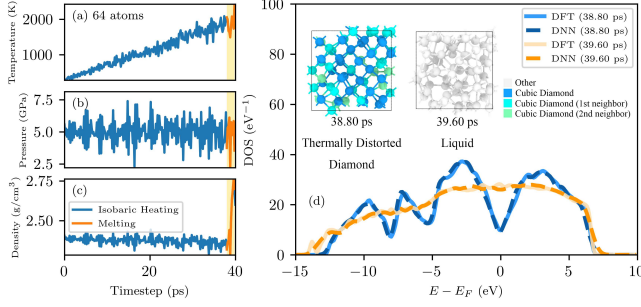 (a) 64 atoms
Temperature (K)
2000
1000
(b)
Pressure (GPa)
7.5
5.0
2.5
(c)
Density (g/cm³)
2.75
2.50
Isobaric Heating
Melting
0
20
40
Timestep (ps)
DOS (eV⁻¹)
100
80
60
40
20
0
38.80 ps
Thermally Distorted
Diamond
39.60 ps
Liquid
DFT (38.80 ps)
DNN (38.80 ps)
DFT (39.60 ps)
DNN (39.60 ps)
Other
Cubic Diamond
Cubic Diamond (1st neighbor)
Cubic Diamond (2nd neighbor)
(d)
−15
−10
−5
0
5
10
E − E_F (eV)